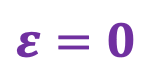 ε = 0